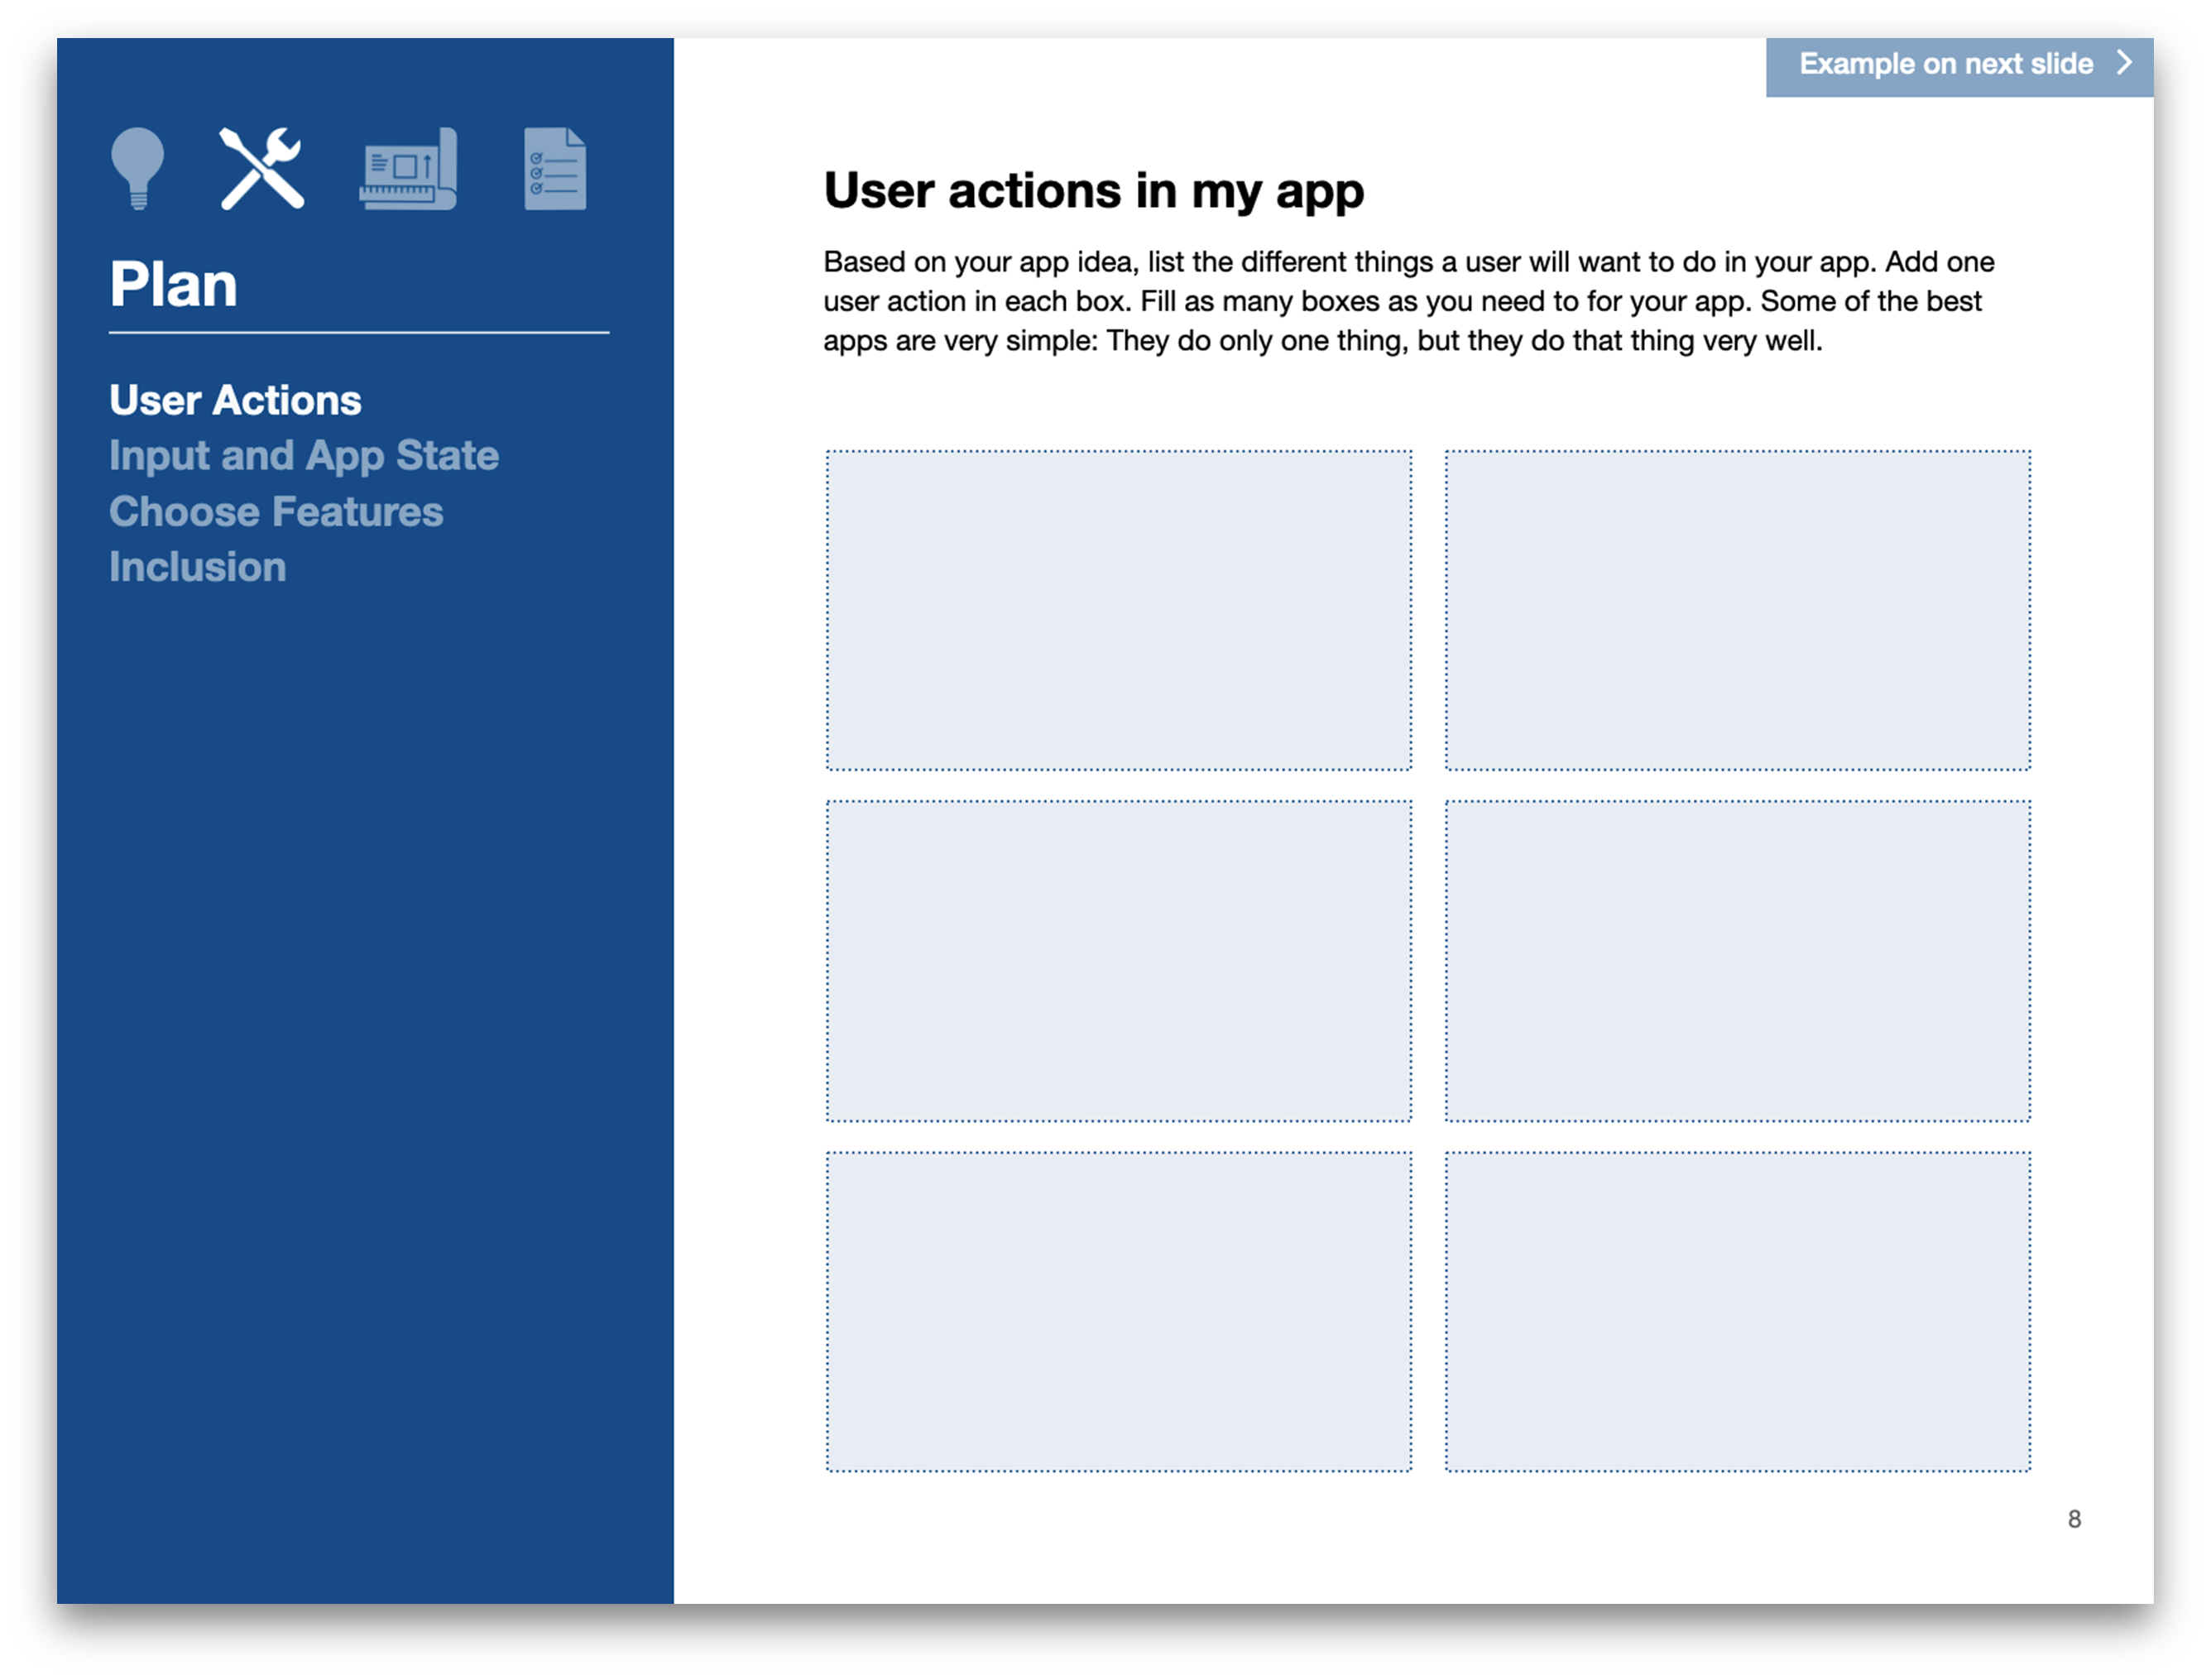 Example on next slide
Plan
User Actions
Input and App State
Choose Features
Inclusion
User actions in my app
Based on your app idea, list the different things a user will want to do in your app. Add one
user action in each box. Fill as many boxes as you need to for your app. Some of the best
apps are very simple: They do only one thing, but they do that thing very well.
8